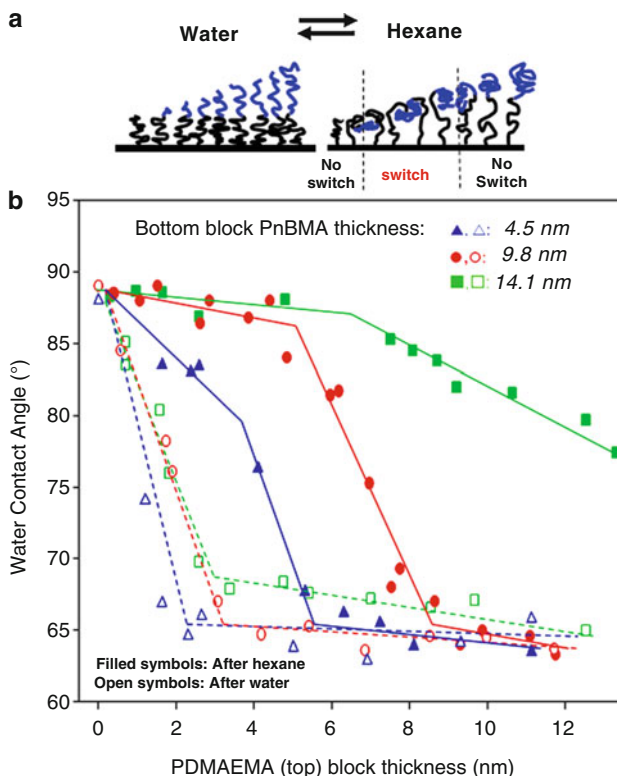 a
Water
Hexane
No
switch
switch
No
Switch
b
Bottom block PnBMA thickness:
4.5 nm
9.8 nm
14.1 nm
Water Contact Angle (°)
95
90
85
80
75
70
65
60
Filled symbols: After hexane
Open symbols: After water
0 2 4 6 8 10 12
PDMAEMA (top) block thickness (nm)